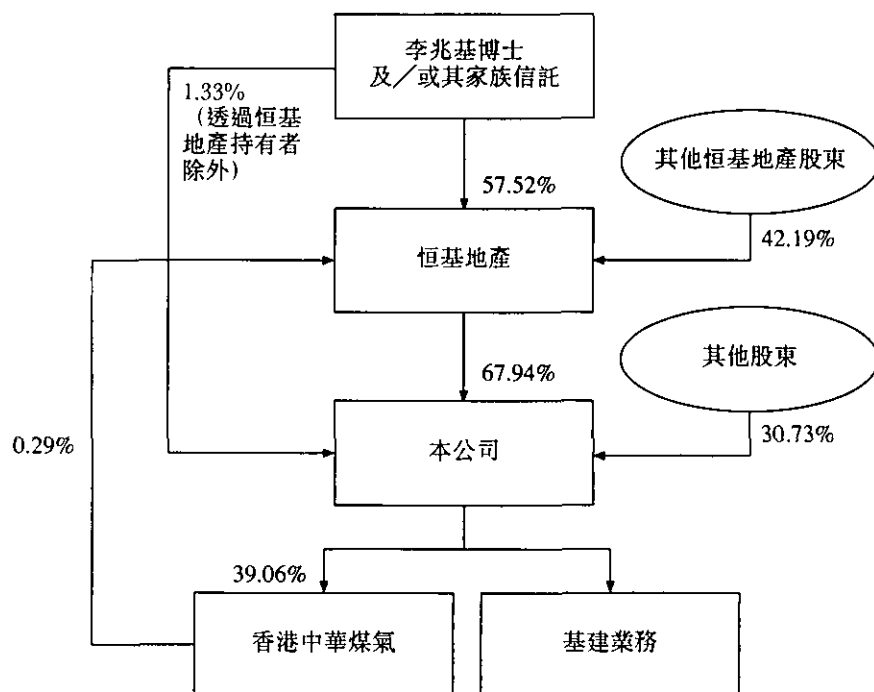 李兆基博士
及／或其家族信託
1.33%
（透過恒基
地產持有者
除外）
57.52%
其他恒基地產股東
42.19%
恒基地產
67.94%
其他股東
30.73%
本公司
0.29%
39.06%
香港中華煤氣
基建業務